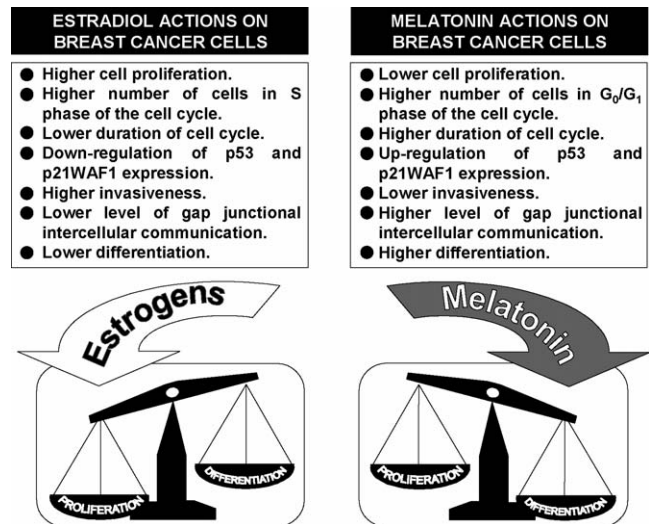 ESTRADIOL ACTIONS ON
BREAST CANCER CELLS
● Higher cell proliferation.
● Higher number of cells in S
phase of the cell cycle.
● Lower duration of cell cycle.
● Down-regulation of p53 and
p21WAF1 expression.
● Higher invasiveness.
● Lower level of gap junctional
intercellular communication.
● Lower differentiation.
Estrogens
PROLIFERATION
DIFFERENTIATION
MELATONIN ACTIONS ON
BREAST CANCER CELLS
● Lower cell proliferation.
● Higher number of cells in G₀/G₁
phase of the cell cycle.
● Higher duration of cell cycle.
● Up-regulation of p53 and
p21WAF1 expression.
● Lower invasiveness.
● Higher level of gap junctional
intercellular communication.
● Higher differentiation.
Melatonin
PROLIFERATION
DIFFERENTIATION